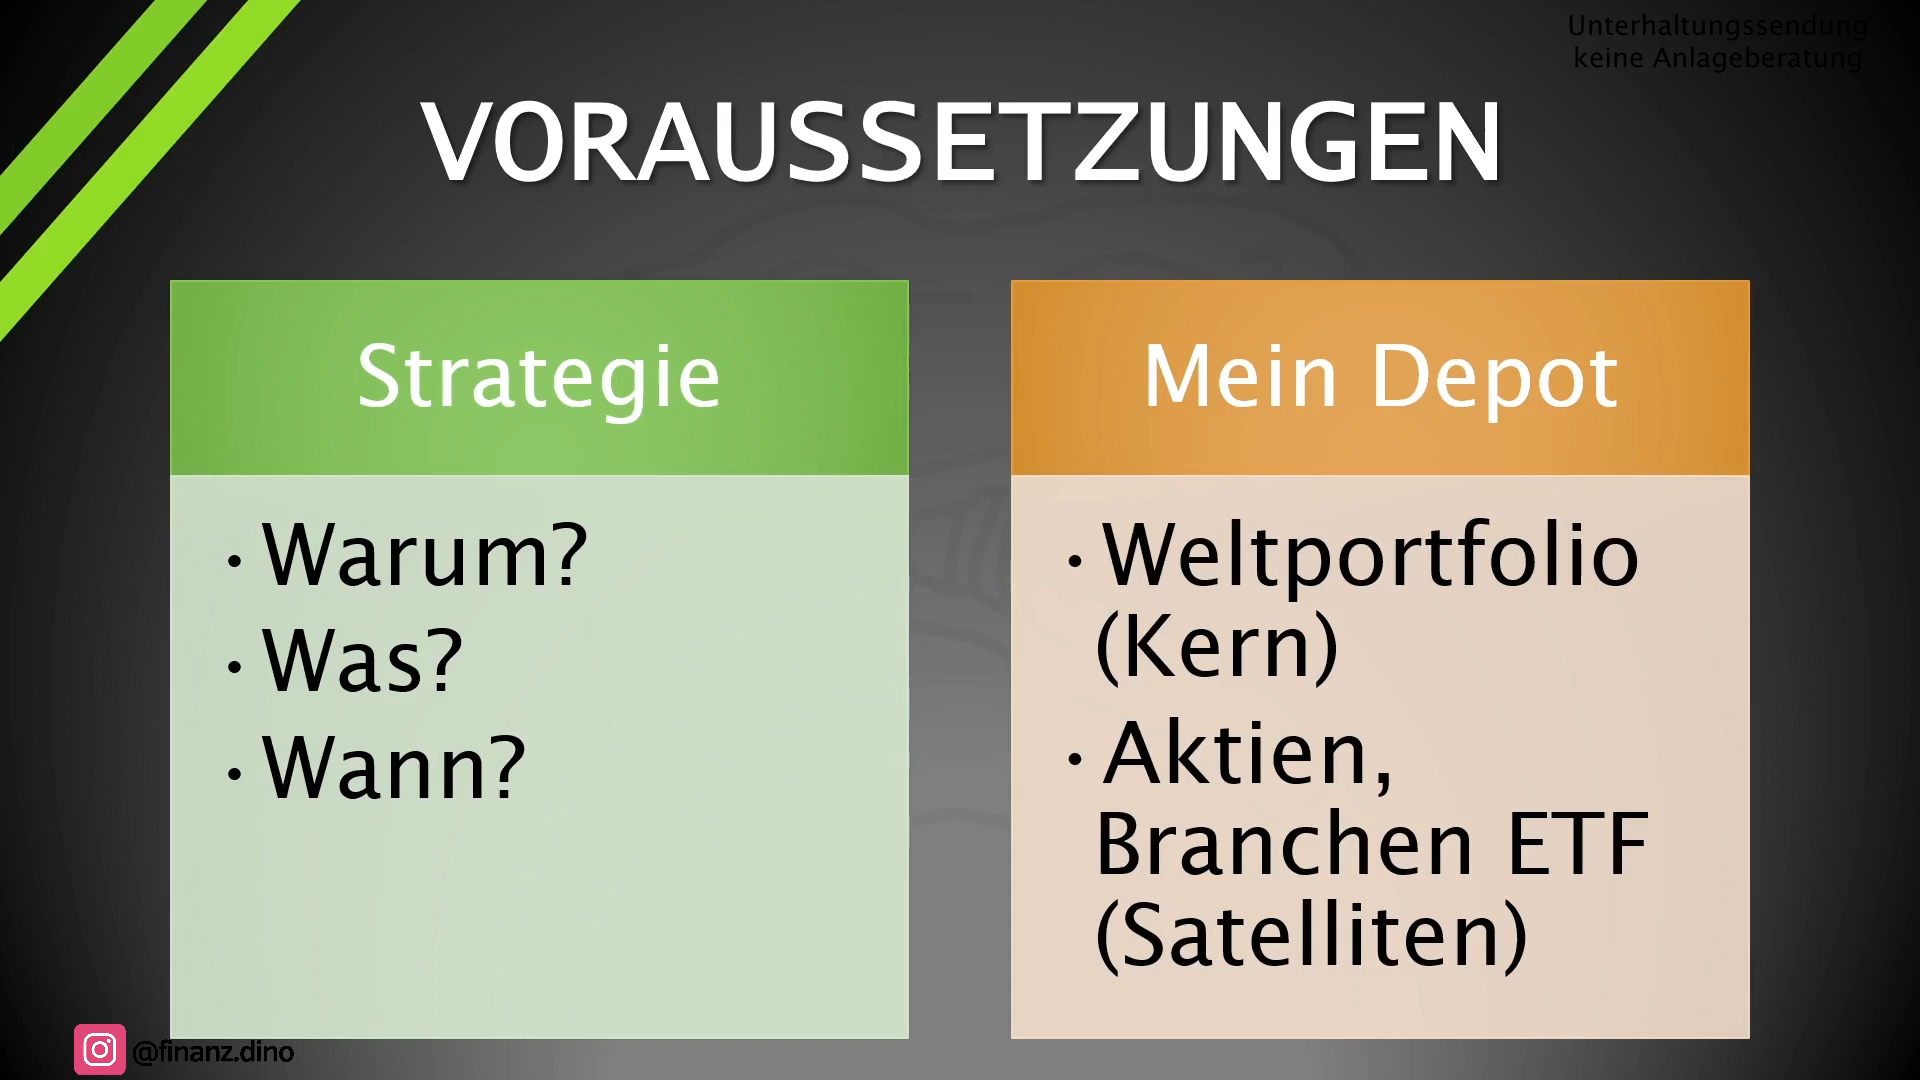 Unterhaltungssendung
keine Anlageberatung
VORAUSSETZUNGEN
Strategie
• Warum?
• Was?
• Wann?
Mein Depot
• Weltportfolio
(Kern)
• Aktien,
Branchen ETF
(Satelliten)
@finanz.dino